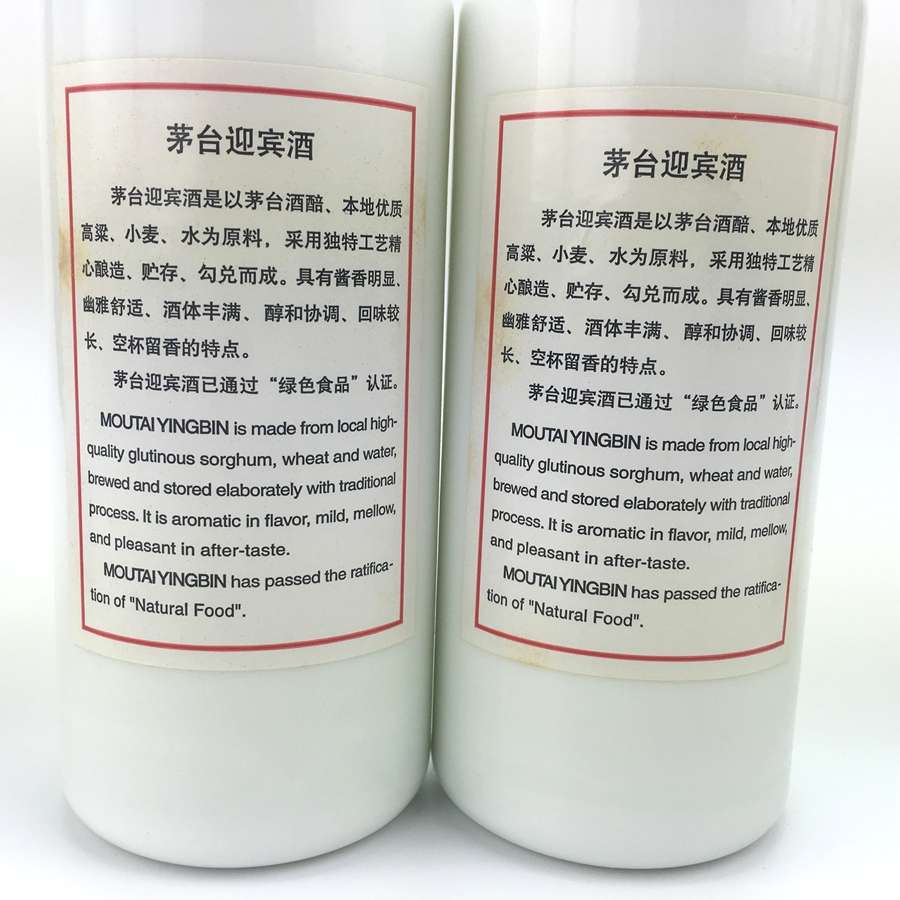 茅台迎宾酒
茅台迎宾酒是以茅台酒醅、本地优质
高粱、小麦、水为原料，采用独特工艺精
心酿造、贮存、勾兑而成。具有酱香明显、
幽雅舒适、酒体丰满、醇和协调、回味较
长、空杯留香的特点。
茅台迎宾酒已通过“绿色食品”认证。
MOUTAI YINGBIN is made from local high-
quality glutinous sorghum, wheat and water,
brewed and stored elaborately with traditional
process. It is aromatic in flavor, mild, mellow,
and pleasant in after-taste.
MOUTAI YINGBIN has passed the ratifica-
tion of "Natural Food".
茅台迎宾酒
茅台迎宾酒是以茅台酒醅、本地优质
高粱、小麦、水为原料，采用独特工艺精
心酿造、贮存、勾兑而成。具有酱香明显、
幽雅舒适、酒体丰满、醇和协调、回味较
长、空杯留香的特点。
茅台迎宾酒已通过“绿色食品”认证。
MOUTAI YINGBIN is made from local high-
quality glutinous sorghum, wheat and water,
brewed and stored elaborately with traditional
process. It is aromatic in flavor, mild, mellow,
and pleasant in after-taste.
MOUTAI YINGBIN has passed the ratifica-
tion of "Natural Food".